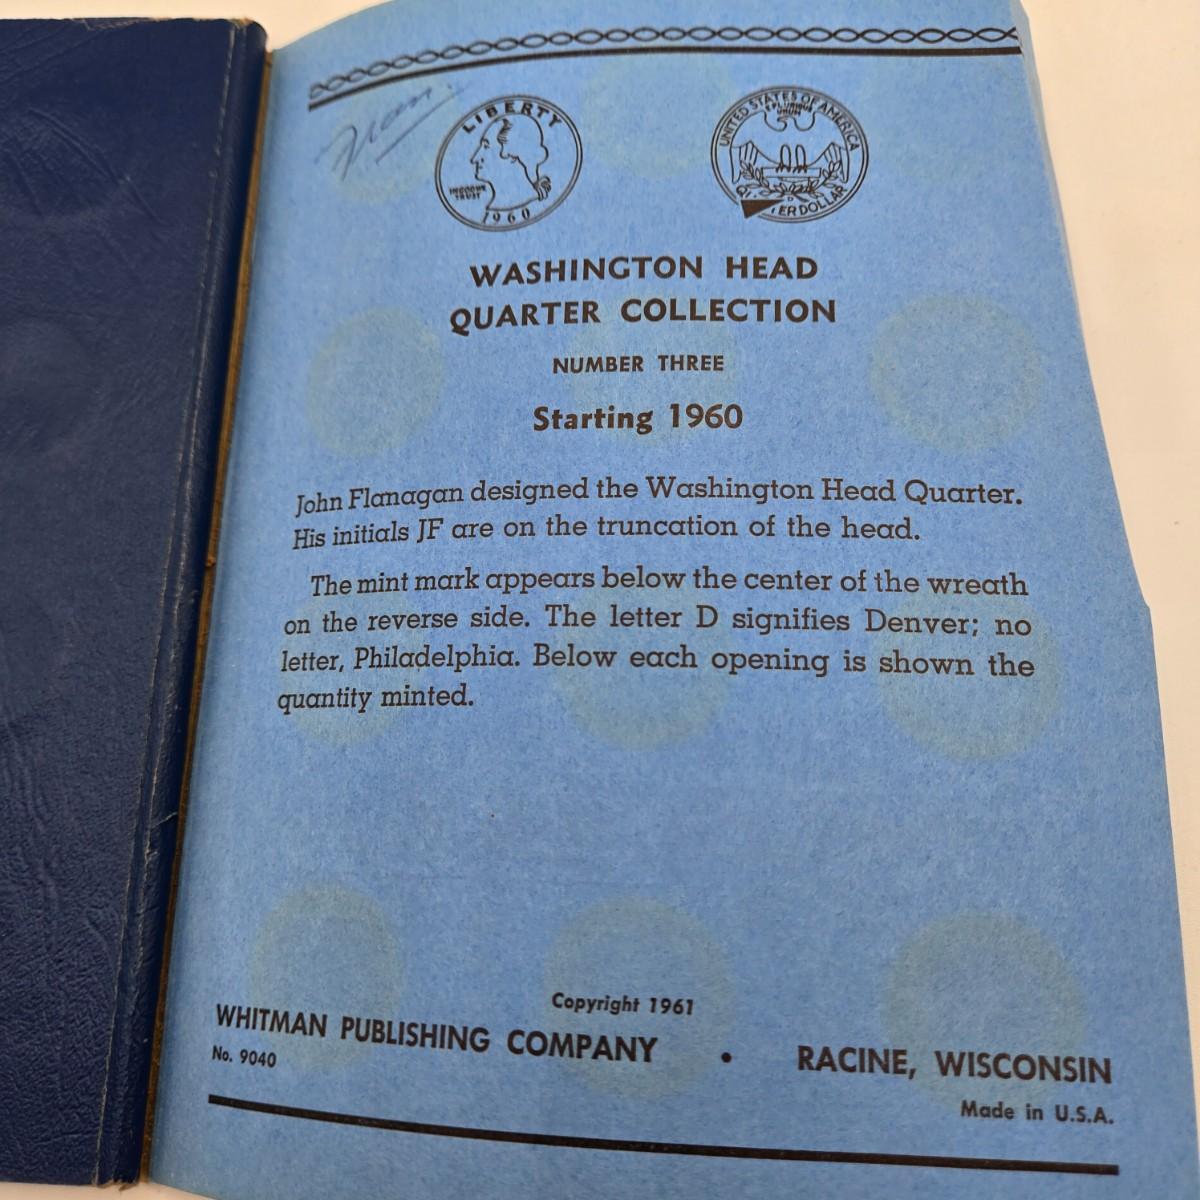 LIBERTY
IN GOD WE
TRUST
1960
UNITED STATES OF AMERICA
E PLURIBUS
UNUM
D
ER DOLLAR
WASHINGTON HEAD
QUARTER COLLECTION
NUMBER THREE
Starting 1960
John Flanagan designed the Washington Head Quarter.
His initials JF are on the truncation of the head.
The mint mark appears below the center of the wreath
on the reverse side. The letter D signifies Denver; no
letter, Philadelphia. Below each opening is shown the
quantity minted.
Copyright 1961
WHITMAN PUBLISHING COMPANY • RACINE, WISCONSIN
No. 9040
Made in U.S.A.